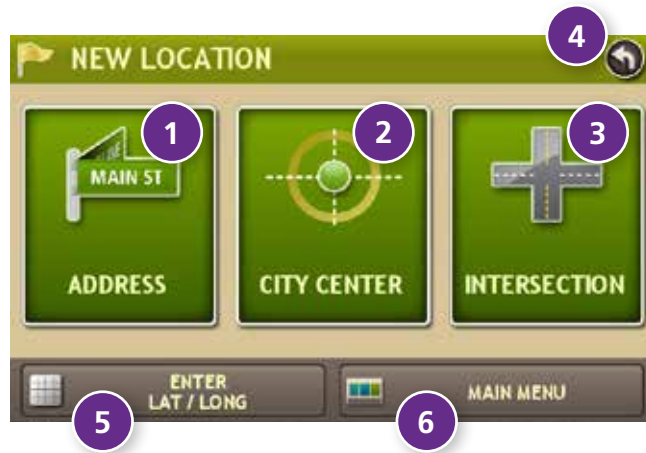 4
NEW LOCATION
1
2
3
MAIN ST
ADDRESS
CITY CENTER
INTERSECTION
ENTER
LAT / LONG
MAIN MENU
5
6